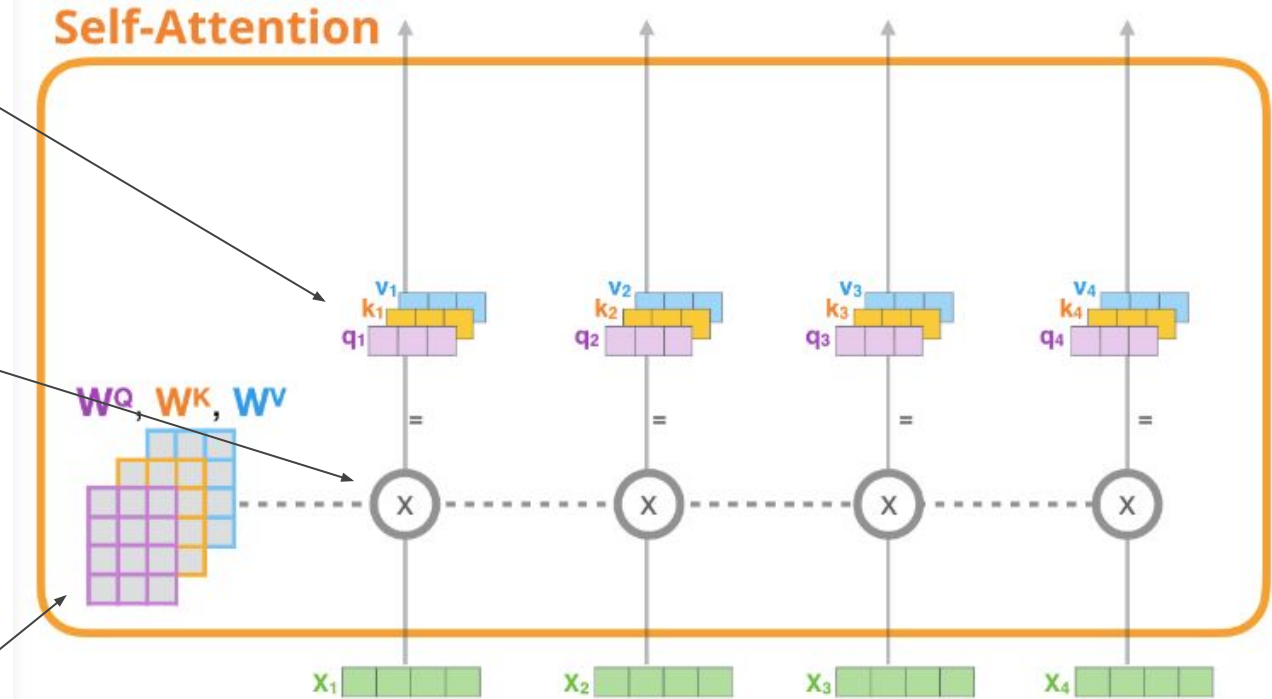 Self-Attention
v1 v2 v3 v4
k1 k2 k3 k4
q1 q2 q3 q4
WQ, WK, WV
= = = =
X X X X
X1 X2 X3 X4